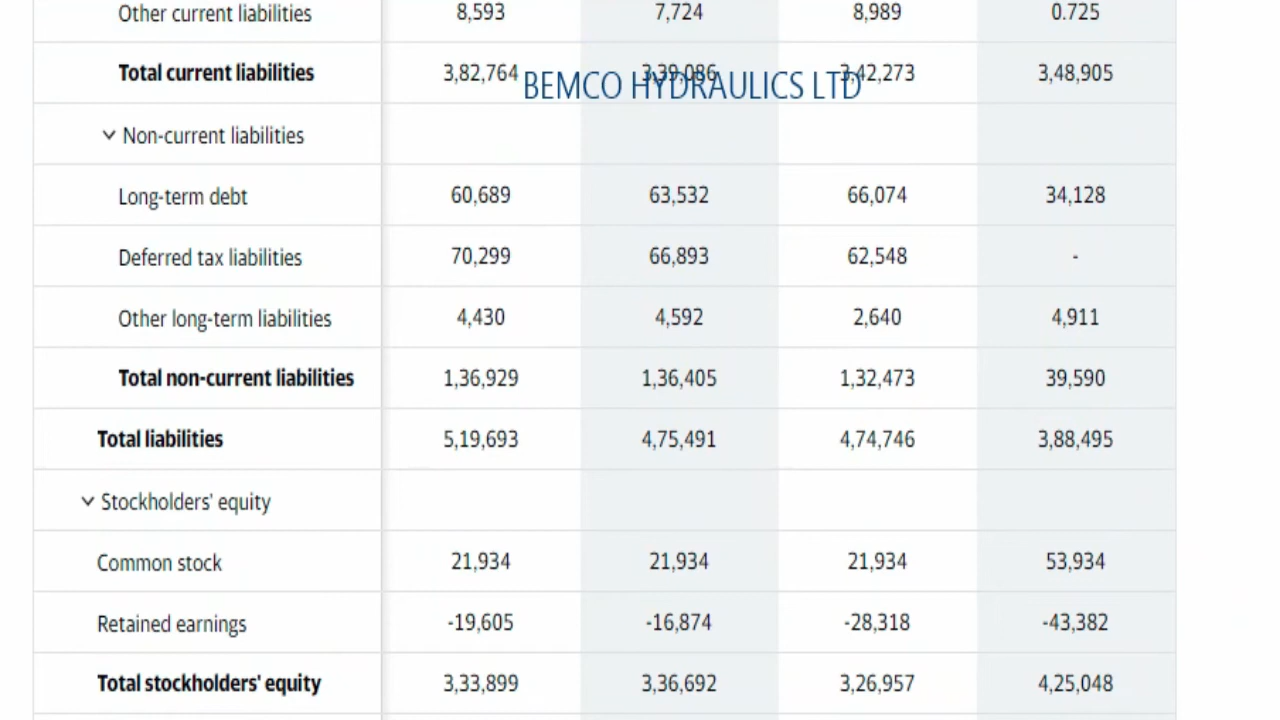 Other current liabilities 8,593 7,724 8,989 0.725
Total current liabilities 3,82,764 3,39,086 3,42,273 3,48,905
BEMCO HYDRAULICS LTD
Non-current liabilities
Long-term debt 60,689 63,532 66,074 34,128
Deferred tax liabilities 70,299 66,893 62,548 -
Other long-term liabilities 4,430 4,592 2,640 4,911
Total non-current liabilities 1,36,929 1,36,405 1,32,473 39,590
Total liabilities 5,19,693 4,75,491 4,74,746 3,88,495
Stockholders' equity
Common stock 21,934 21,934 21,934 53,934
Retained earnings -19,605 -16,874 -28,318 -43,382
Total stockholders' equity 3,33,899 3,36,692 3,26,957 4,25,048